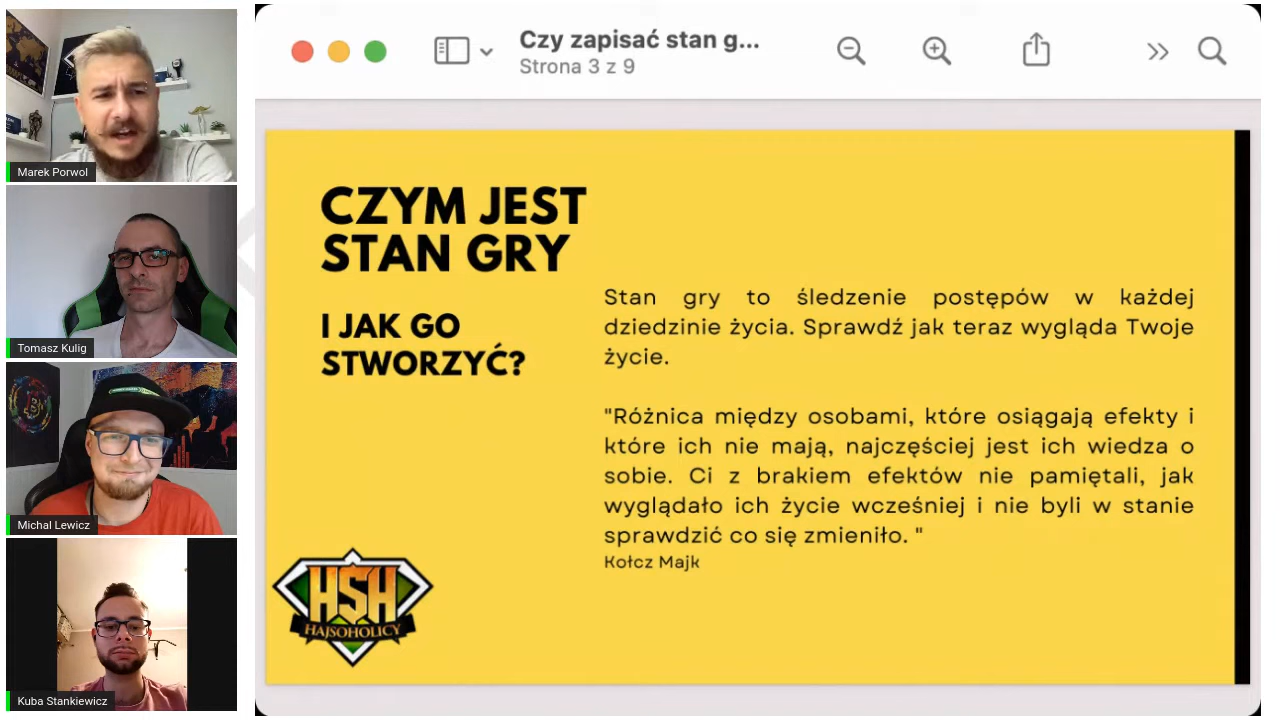 Marek Porwol
Tomasz Kulig
Michal Lewicz
Kuba Stankiewicz
Czy zapisać stan g...
Strona 3 z 9
CZYM JEST
STAN GRY
I JAK GO
STWORZYĆ?
Stan gry to śledzenie postępów w każdej
dziedzinie życia. Sprawdź jak teraz wygląda Twoje
życie.
"Różnica między osobami, które osiągają efekty i
które ich nie mają, najczęściej jest ich wiedza o
sobie. Ci z brakiem efektów nie pamiętali, jak
wyglądało ich życie wcześniej i nie byli w stanie
sprawdzić co się zmieniło. "
Kołcz Majk
H$H
HAJSOHOLICY